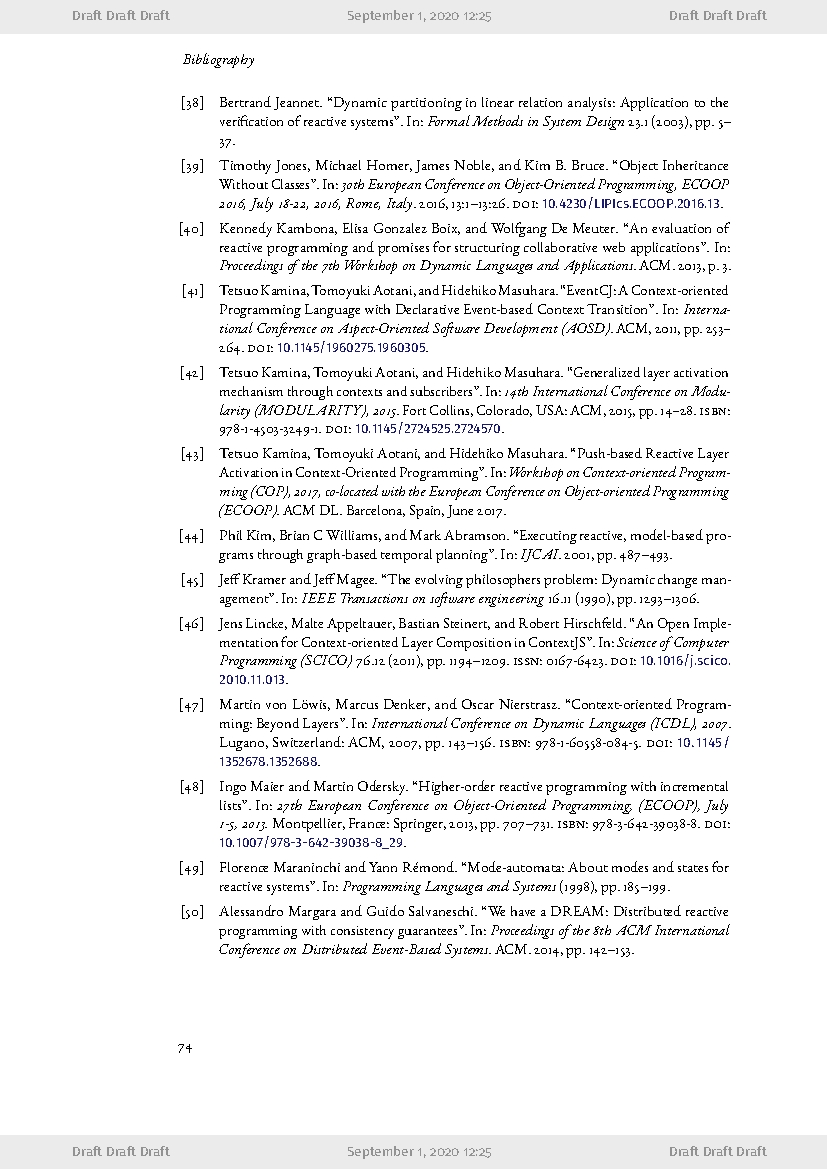 Draft Draft Draft September 1, 2020 12:25 Draft Draft Draft
Bibliography
[38] Bertrand Jeannet. “Dynamic partitioning in linear relation analysis: Application to the
verification of reactive systems”. In: Formal Methods in System Design 23.1 (2003), pp. 5–
37.
[39] Timothy Jones, Michael Homer, James Noble, and Kim B. Bruce. “Object Inheritance
Without Classes”. In: 30th European Conference on Object-Oriented Programming, ECOOP
2016, July 18-22, 2016, Rome, Italy. 2016, 13:1–13:26. DOI: 10.4230/LIPIcs.ECOOP.2016.13.
[40] Kennedy Kambona, Elisa Gonzalez Boix, and Wolfgang De Meuter. “An evaluation of
reactive programming and promises for structuring collaborative web applications”. In:
Proceedings of the 7th Workshop on Dynamic Languages and Applications. ACM. 2013, p. 3.
[41] Tetsuo Kamina, Tomoyuki Aotani, and Hidehiko Masuhara. “EventCJ: A Context-oriented
Programming Language with Declarative Event-based Context Transition”. In: Interna-
tional Conference on Aspect-Oriented Software Development (AOSD). ACM, 2011, pp. 253–
264. DOI: 10.1145/1960275.1960305.
[42] Tetsuo Kamina, Tomoyuki Aotani, and Hidehiko Masuhara. “Generalized layer activation
mechanism through contexts and subscribers”. In: 14th International Conference on Modu-
larity (MODULARITY), 2015. Fort Collins, Colorado, USA: ACM, 2015, pp. 14–28. ISBN:
978-1-4503-3249-1. DOI: 10.1145/2724525.2724570.
[43] Tetsuo Kamina, Tomoyuki Aotani, and Hidehiko Masuhara. “Push-based Reactive Layer
Activation in Context-Oriented Programming”. In: Workshop on Context-oriented Program-
ming (COP), 2017, co-located with the European Conference on Object-oriented Programming
(ECOOP). ACM DL. Barcelona, Spain, June 2017.
[44] Phil Kim, Brian C Williams, and Mark Abramson. “Executing reactive, model-based pro-
grams through graph-based temporal planning”. In: IJCAI. 2001, pp. 487–493.
[45] Jeff Kramer and Jeff Magee. “The evolving philosophers problem: Dynamic change man-
agement”. In: IEEE Transactions on software engineering 16.11 (1990), pp. 1293–1306.
[46] Jens Lincke, Malte Appeltauer, Bastian Steinert, and Robert Hirschfeld. “An Open Imple-
mentation for Context-oriented Layer Composition in ContextJS”. In: Science of Computer
Programming (SCICO) 76.12 (2011), pp. 1194–1209. ISSN: 0167-6423. DOI: 10.1016/j.scico.
2010.11.013.
[47] Martin von Löwis, Marcus Denker, and Oscar Nierstrasz. “Context-oriented Program-
ming: Beyond Layers”. In: International Conference on Dynamic Languages (ICDL), 2007.
Lugano, Switzerland: ACM, 2007, pp. 143–156. ISBN: 978-1-60558-084-5. DOI: 10.1145/
1352678.1352688.
[48] Ingo Maier and Martin Odersky. “Higher-order reactive programming with incremental
lists”. In: 27th European Conference on Object-Oriented Programming, (ECOOP), July
1-5, 2013. Montpellier, France: Springer, 2013, pp. 707–731. ISBN: 978-3-642-39038-8. DOI:
10.1007/978-3-642-39038-8_29.
[49] Florence Maraninchi and Yann Rémond. “Mode-automata: About modes and states for
reactive systems”. In: Programming Languages and Systems (1998), pp. 185–199.
[50] Alessandro Margara and Guido Salvaneschi. “We have a DREAM: Distributed reactive
programming with consistency guarantees”. In: Proceedings of the 8th ACM International
Conference on Distributed Event-Based Systems. ACM. 2014, pp. 142–153.
74
Draft Draft Draft September 1, 2020 12:25 Draft Draft Draft